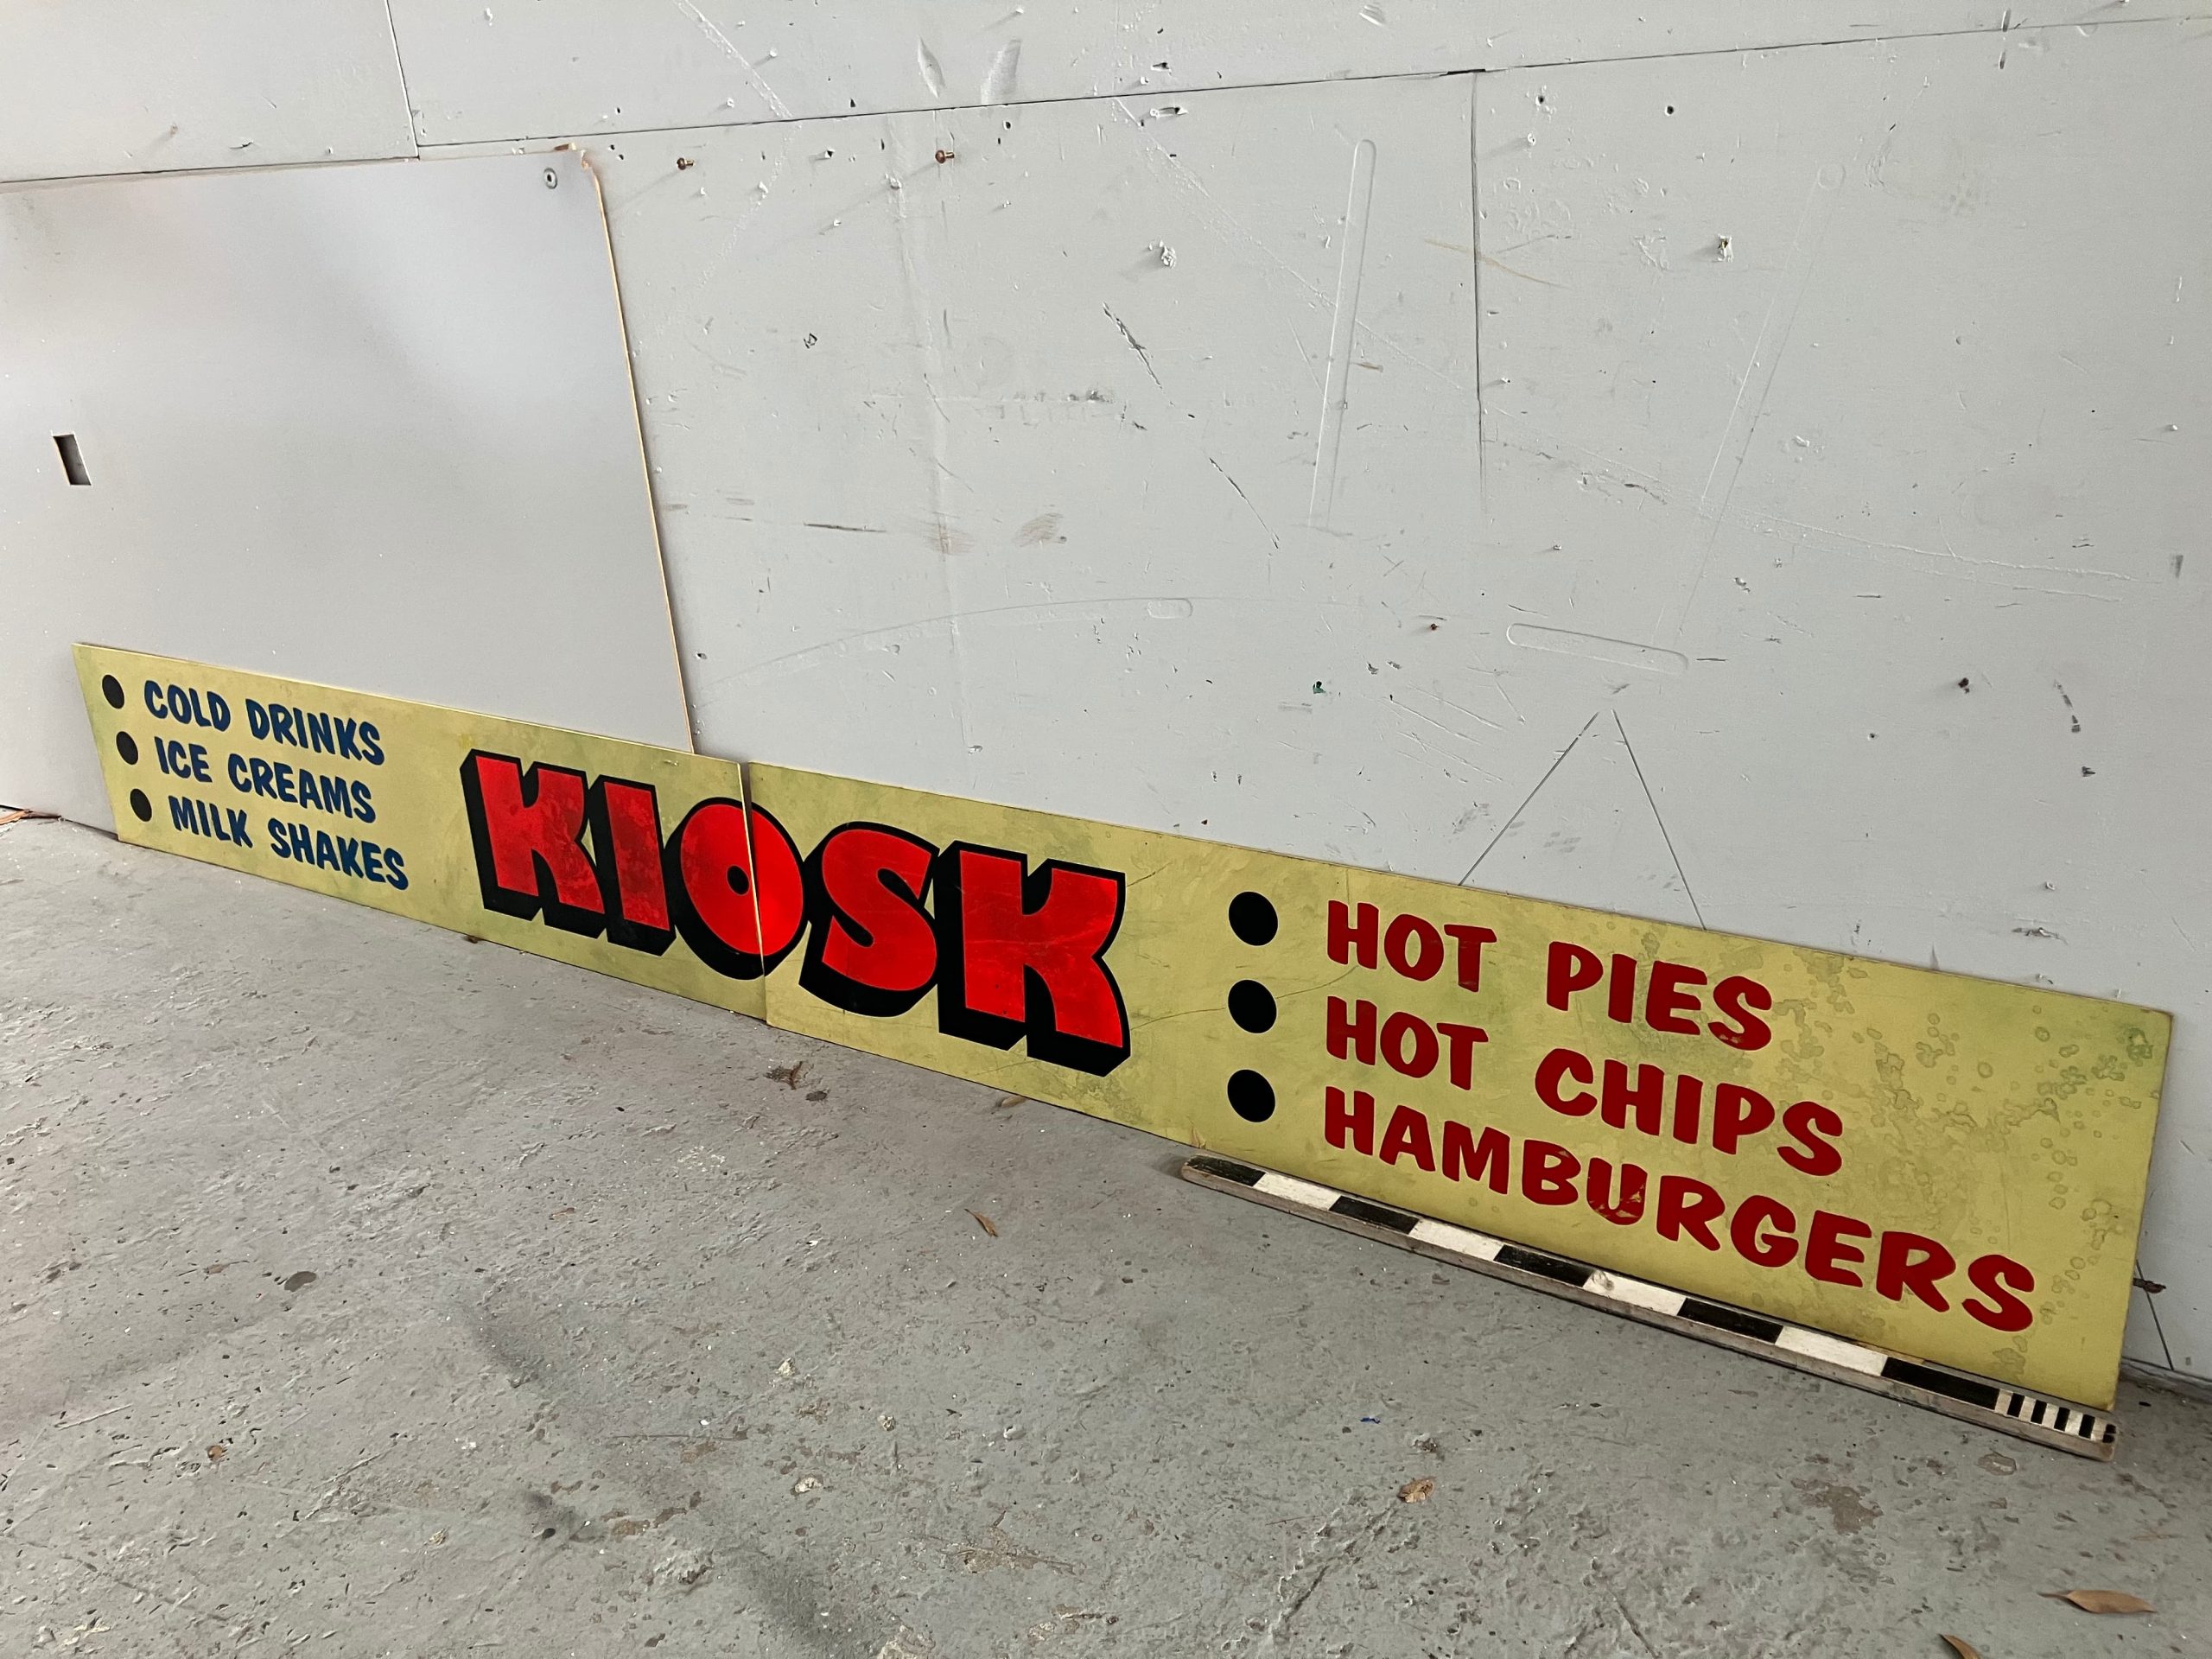 COLD DRINKS
ICE CREAMS
MILK SHAKES
KIOSK
HOT PIES
HOT CHIPS
HAMBURGERS